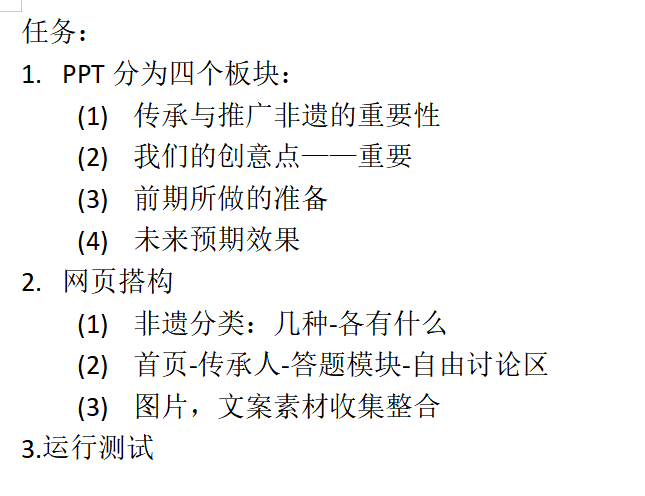 任务：
1. PPT 分为四个板块：
(1) 传承与推广非遗的重要性
(2) 我们的创意点——重要
(3) 前期所做的准备
(4) 未来预期效果
2. 网页搭构
(1) 非遗分类：几种-各有什么
(2) 首页-传承人-答题模块-自由讨论区
(3) 图片，文案素材收集整合
3.运行测试